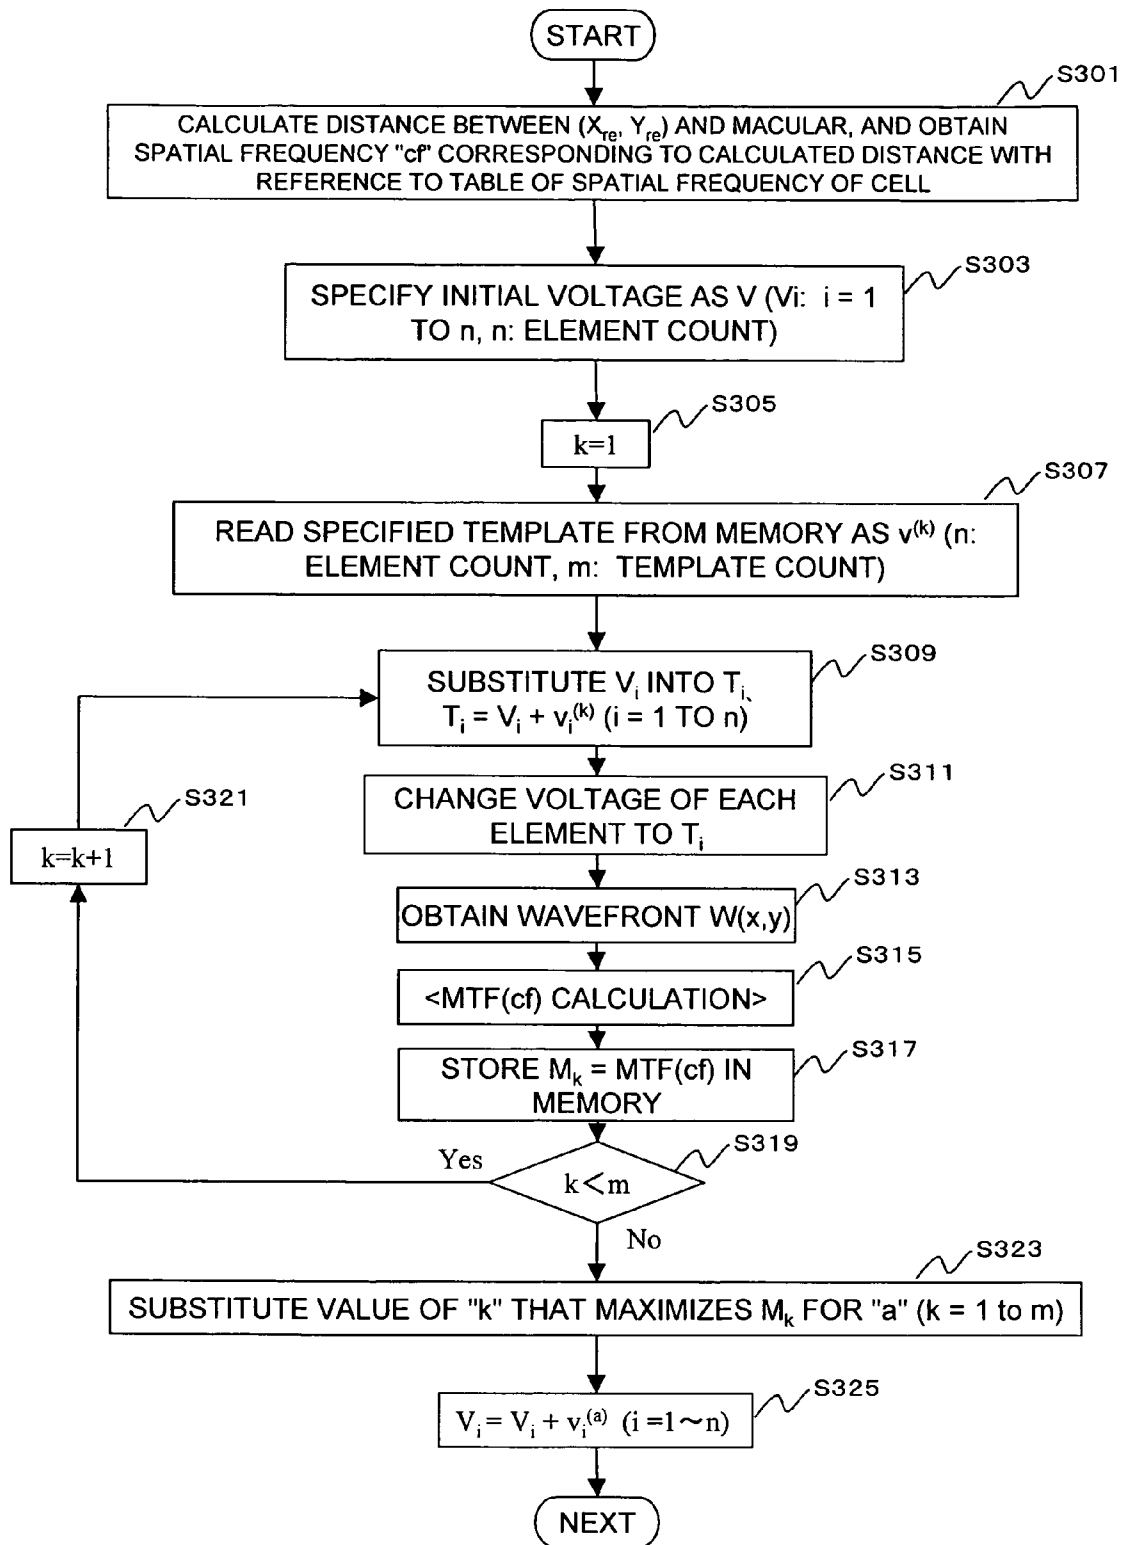 START
S301
CALCULATE DISTANCE BETWEEN (Xre, Yre) AND MACULAR, AND OBTAIN
SPATIAL FREQUENCY "cf" CORRESPONDING TO CALCULATED DISTANCE WITH
REFERENCE TO TABLE OF SPATIAL FREQUENCY OF CELL
S303
SPECIFY INITIAL VOLTAGE AS V (Vi: i = 1
TO n, n: ELEMENT COUNT)
S305
k=1
S307
READ SPECIFIED TEMPLATE FROM MEMORY AS v(k) (n:
ELEMENT COUNT, m: TEMPLATE COUNT)
S309
SUBSTITUTE Vi INTO Ti、
Ti = Vi + vi(k) (i = 1 TO n)
S311
CHANGE VOLTAGE OF EACH
ELEMENT TO Ti
S321
k=k+1
S313
OBTAIN WAVEFRONT W(x,y)
S315
<MTF(cf) CALCULATION>
S317
STORE Mk = MTF(cf) IN
MEMORY
S319
Yes
k<m
No
S323
SUBSTITUTE VALUE OF "k" THAT MAXIMIZES Mk FOR "a" (k = 1 to m)
S325
Vi = Vi + vi(a) (i =1～n)
NEXT